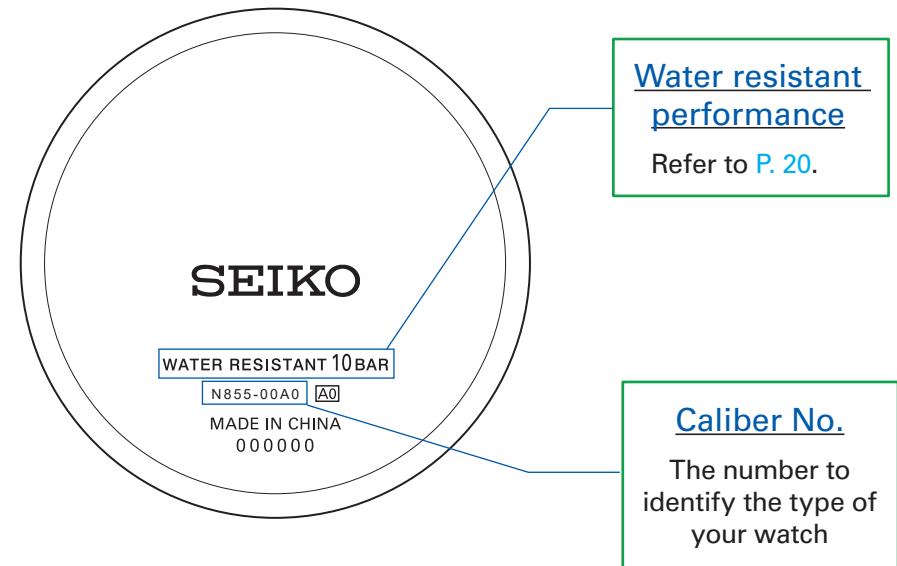 Water resistant
performance
Refer to P. 20.
SEIKO
WATER RESISTANT 10 BAR
N855-00A0 A0
MADE IN CHINA
000000
Caliber No.
The number to
identify the type of
your watch